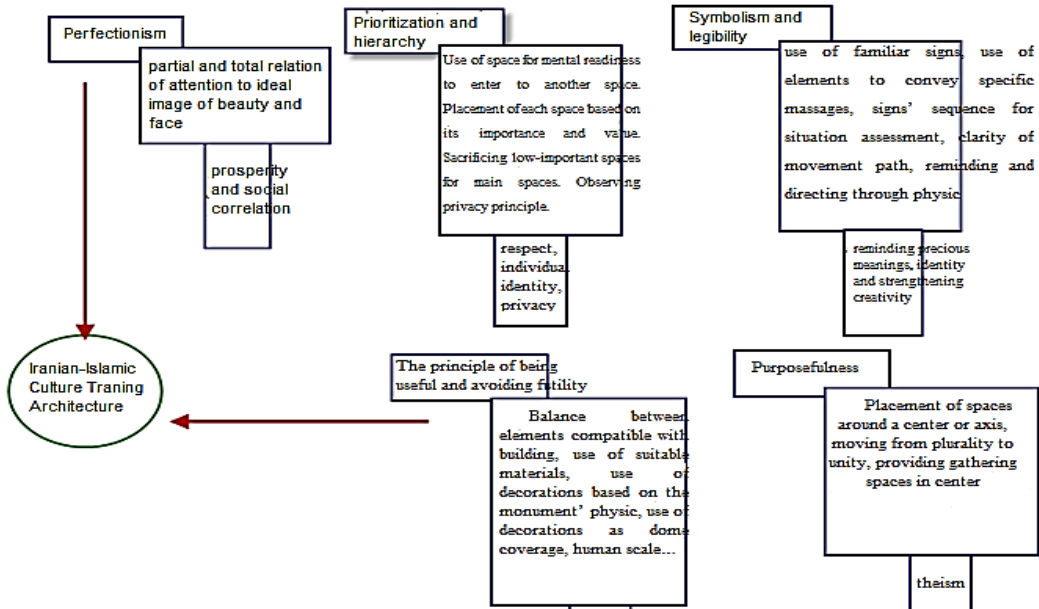 Perfectionism
partial and total relation
of attention to ideal
image of beauty and
face
prosperity
and social
correlation
Prioritization and
hierarchy
Use of space for mental readiness
to enter to another space.
Placement of each space based on
its importance and value.
Sacrificing low-important spaces
for main spaces. Observing
privacy principle.
respect,
individual
identity,
privacy
Symbolism and
legibility
use of familiar signs, use of
elements to convey specific
massages, signs' sequence for
situation assessment, clarity of
movement path, reminding and
directing through physic
reminding precious
meanings, identity
and strengthening
creativity
Iranian-Islamic
Culture Traning
Architecture
The principle of being
useful and avoiding futility
Balance between
elements compatible with
building, use of suitable
materials, use of
decorations based on the
monument' physic, use of
decorations as dome
coverage, human scale...
Purposefulness
Placement of spaces
around a center or axis,
moving from plurality to
unity, providing gathering
spaces in center
theism